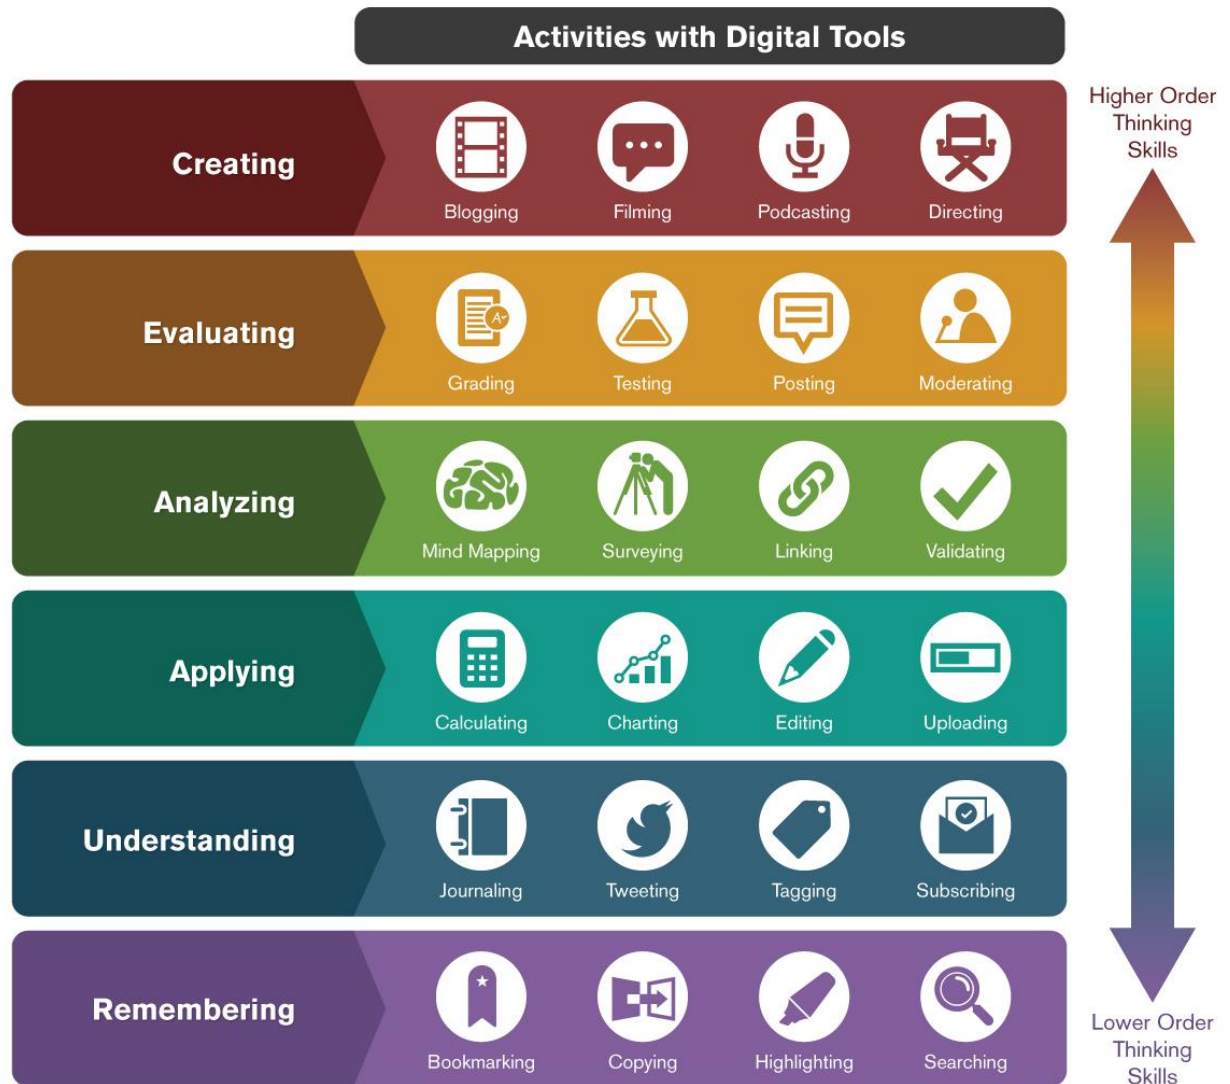 Activities with Digital Tools
Higher Order
Thinking
Skills
Creating
Blogging
Filming
Podcasting
Directing
Evaluating
A+
Grading
Testing
Posting
Moderating
Analyzing
Mind Mapping
Surveying
Linking
Validating
Applying
Calculating
Charting
Editing
Uploading
Understanding
Journaling
Tweeting
Tagging
Subscribing
Remembering
Bookmarking
Copying
Highlighting
Searching
Lower Order
Thinking
Skills